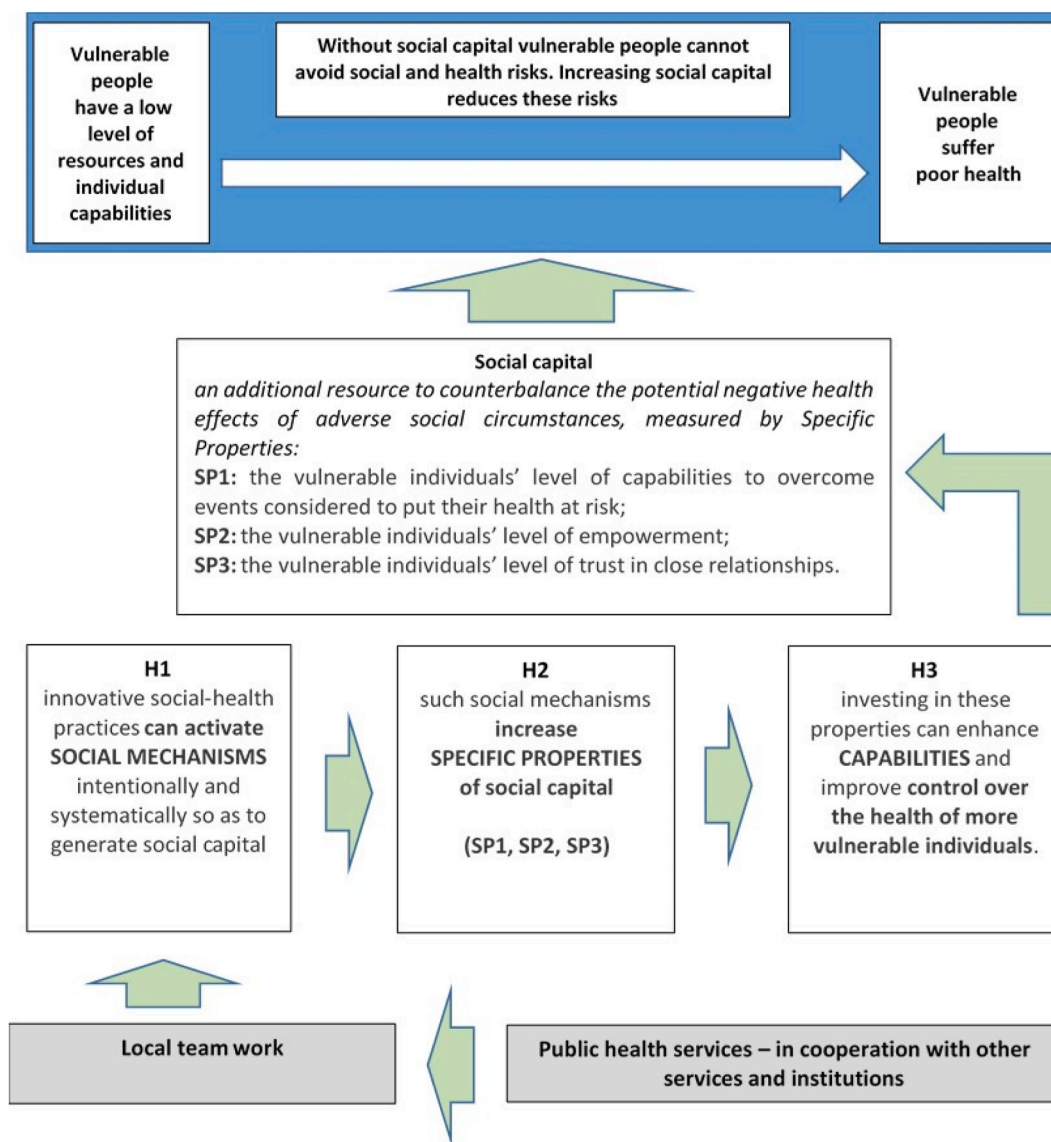 Vulnerable
people
have a low
level of
resources and
individual
capabilities
Without social capital vulnerable people cannot
avoid social and health risks. Increasing social capital
reduces these risks
Vulnerable
people
suffer
poor health
Social capital
an additional resource to counterbalance the potential negative health
effects of adverse social circumstances, measured by Specific
Properties:
SP1: the vulnerable individuals’ level of capabilities to overcome
events considered to put their health at risk;
SP2: the vulnerable individuals’ level of empowerment;
SP3: the vulnerable individuals’ level of trust in close relationships.
H1
innovative social-health
practices can activate
SOCIAL MECHANISMS
intentionally and
systematically so as to
generate social capital
H2
such social mechanisms
increase
SPECIFIC PROPERTIES
of social capital
(SP1, SP2, SP3)
H3
investing in these
properties can enhance
CAPABILITIES and
improve control over
the health of more
vulnerable individuals.
Local team work
Public health services – in cooperation with other
services and institutions